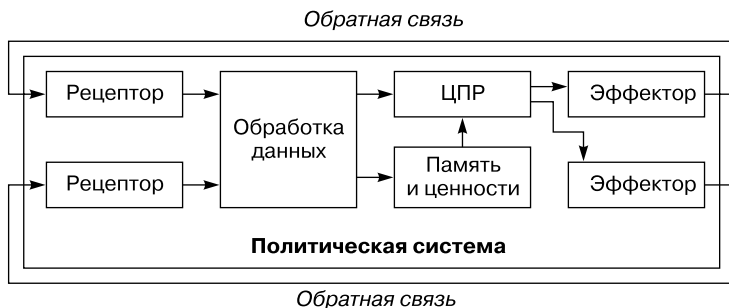 Обратная связь
Рецептор
ЦПР
Эффектор
Обработка
данных
Рецептор
Память
и ценности
Эффектор
Политическая система
Обратная связь